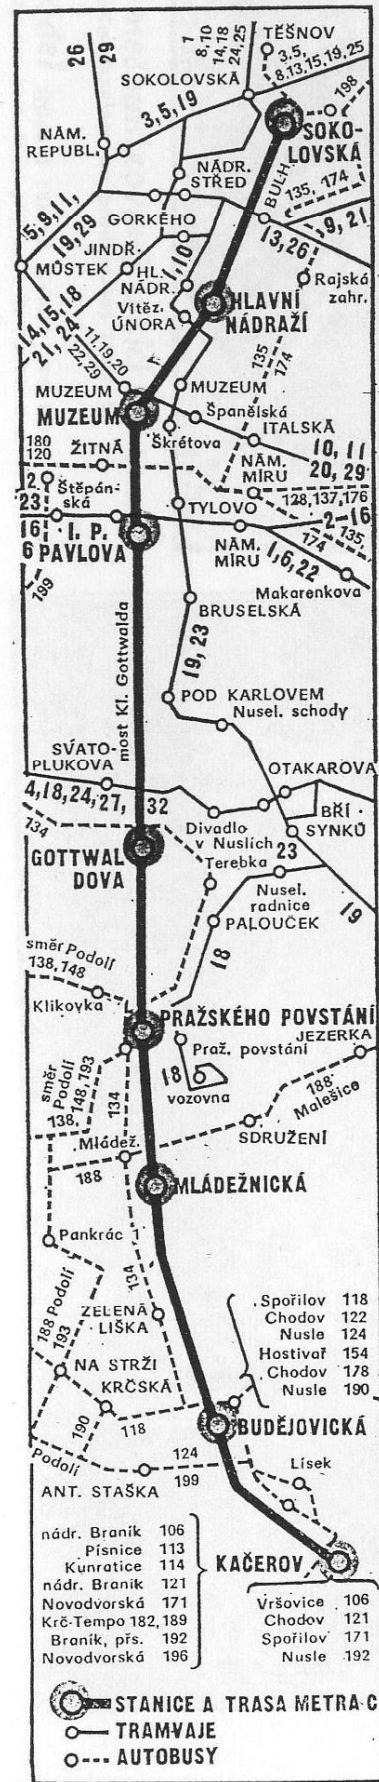 26
29
1
8, 10
14, 18
24, 25
TĚŠNOV
3,5,
8,13,15,19,25
SOKOLOVSKÁ
198
3, 5, 19
SOKO-
LOVSKÁ
NÁM.
REPUBL.
NÁDR.
STŘED
BULH.
135, 174
5, 9, 11,
19, 29
GORKÉHO
9, 21
13, 26
JINDŘ.
MŮSTEK
HL.
NÁDR.
1, 10
Rajská
zahr.
Vítěz.
ÚNORA
HLAVNÍ
NÁDRAŽÍ
14, 15, 18
21, 24
11, 19, 20
22, 29
135
174
MUZEUM
MUZEUM
MUZEUM
Španělská
ITALSKÁ
Škrétova
10, 11
20, 29
180
120
ŽITNÁ
NÁM.
MÍRU
128, 137, 176
2
23
Štěpán-
ská
TYLOVO
2-16
135
174
16
6
I. P.
PAVLOVA
NÁM.
MÍRU
1, 6, 22
199
Makarenkova
BRUSELSKÁ
most Kl. Gottwalda
19, 23
POD KARLOVEM
Nusel. schody
SVATO-
PLUKOVA
OTAKAROVA
4, 18, 24, 27,
32
BŘÍ
SYNKŮ
134
Divadlo
v Nuslích
23
GOTTWAL
DOVA
Terebka
Nusel.
radnice
19
PALOUČEK
18
směr Podolí
138, 148
Klikovka
PRAŽSKÉHO POVSTÁNÍ
JEZERKA
Praž. povstání
směr
Podolí
138, 148, 193
134
18
vozovna
188
Malešice
SDRUŽENÍ
Mládež.
188
MLÁDEŽNICKÁ
Pankrác
134
188 Podolí
193
ZELENÁ
LIŠKA
Spořilov 118
Chodov 122
Nusle 124
Hostivař 154
Chodov 178
Nusle 190
NA STRŽI
KRČSKÁ
190
118
BUDĚJOVICKÁ
Podolí
124
199
Lísek
ANT. STAŠKA
nádr. Braník 106
Písnice 113
Kunratice 114
nádr. Braník 121
Novodvorská 171
Krč-Tempo 182, 189
Braník, přs. 192
Novodvorská 196
KAČEROV
Vršovice 106
Chodov 121
Spořilov 171
Nusle 192
STANICE A TRASA METRA C
TRAMVAJE
AUTOBUSY